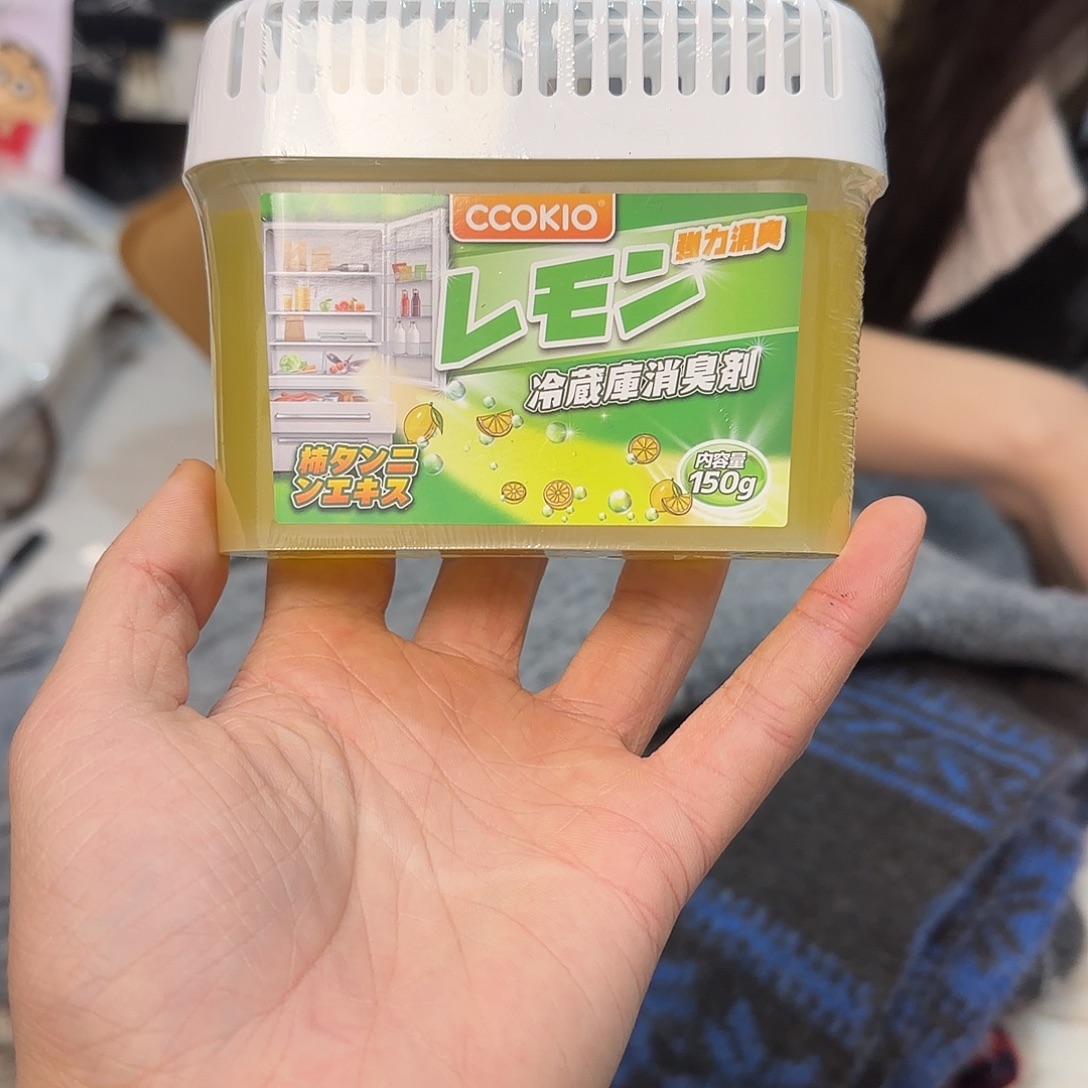 CCOKIO
強力消臭
レモン
冷蔵庫消臭剤
柿タンニ
ンエキス
内容量
150g